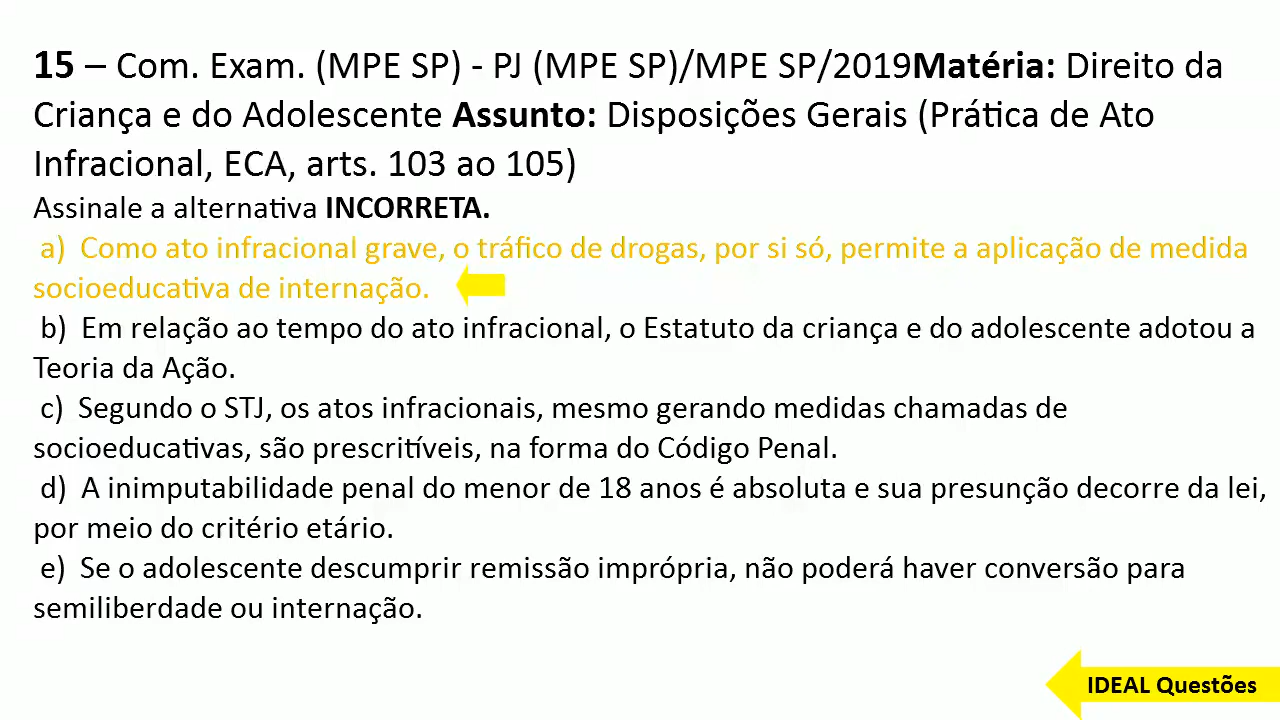 15 – Com. Exam. (MPE SP) - PJ (MPE SP)/MPE SP/2019Matéria: Direito da
Criança e do Adolescente Assunto: Disposições Gerais (Prática de Ato
Infracional, ECA, arts. 103 ao 105)
Assinale a alternativa INCORRETA.
a) Como ato infracional grave, o tráfico de drogas, por si só, permite a aplicação de medida
socioeducativa de internação.
b) Em relação ao tempo do ato infracional, o Estatuto da criança e do adolescente adotou a
Teoria da Ação.
c) Segundo o STJ, os atos infracionais, mesmo gerando medidas chamadas de
socioeducativas, são prescritíveis, na forma do Código Penal.
d) A inimputabilidade penal do menor de 18 anos é absoluta e sua presunção decorre da lei,
por meio do critério etário.
e) Se o adolescente descumprir remissão imprópria, não poderá haver conversão para
semiliberdade ou internação.
IDEAL Questões